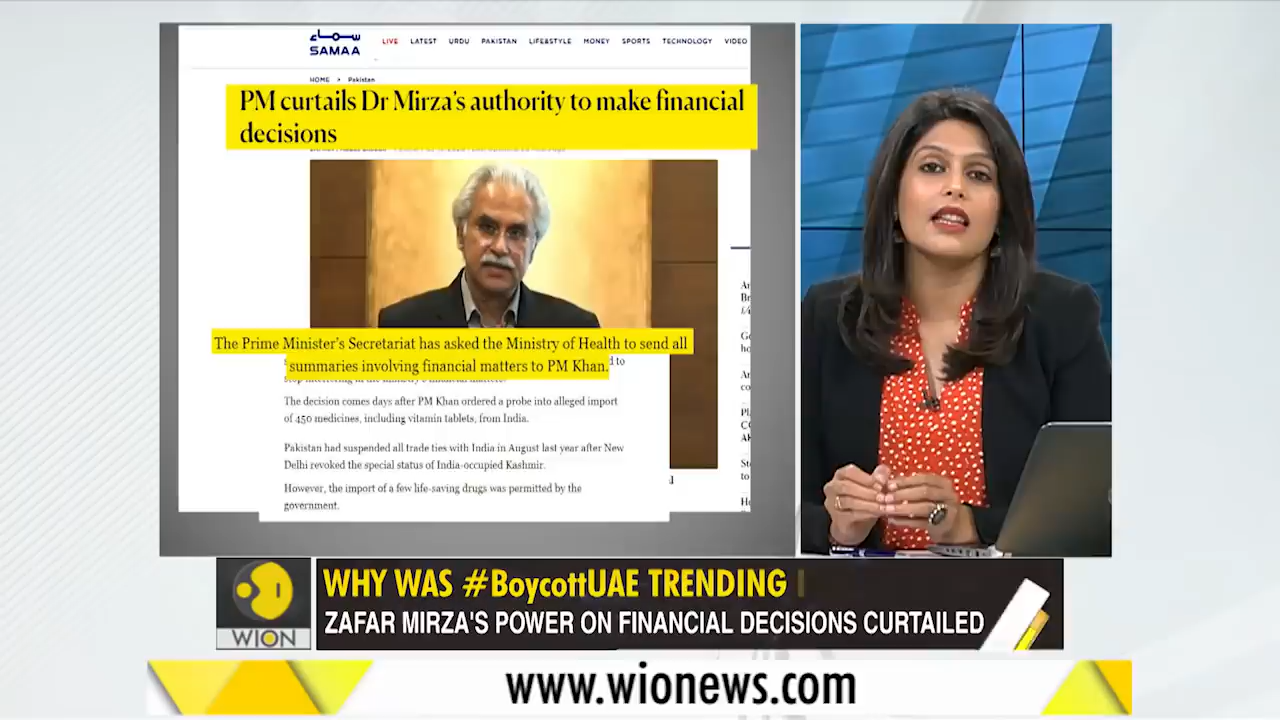 سماء
SAMAA
LIVE LATEST URDU PAKISTAN LIFE&STYLE MONEY SPORTS TECHNOLOGY VIDEO
HOME > Pakistan
PM curtails Dr Mirza's authority to make financial
decisions
The Prime Minister's Secretariat has asked the Ministry of Health to send all
summaries involving financial matters to PM Khan.
The decision comes days after PM Khan ordered a probe into alleged import
of 450 medicines, including vitamin tablets, from India.
Pakistan had suspended all trade ties with India in August last year after New
Delhi revoked the special status of India-occupied Kashmir.
However, the import of a few life-saving drugs was permitted by the
government.
WHY WAS #BoycottUAE TRENDING
ZAFAR MIRZA'S POWER ON FINANCIAL DECISIONS CURTAILED
WION
www.wionews.com